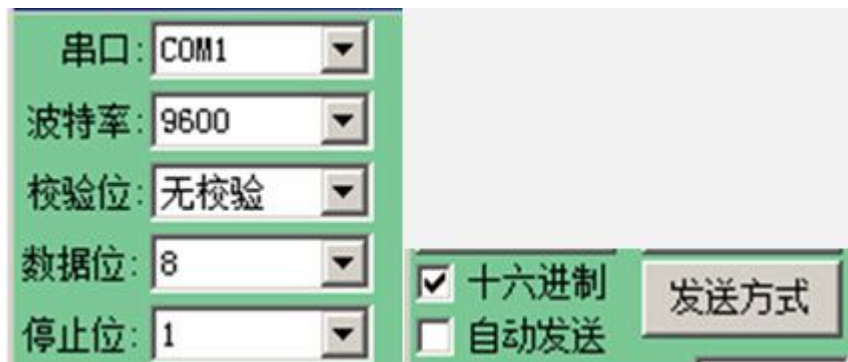 串口: COM1
波特率: 9600
校验位: 无校验
数据位: 8
停止位: 1
十六进制
发送方式
自动发送